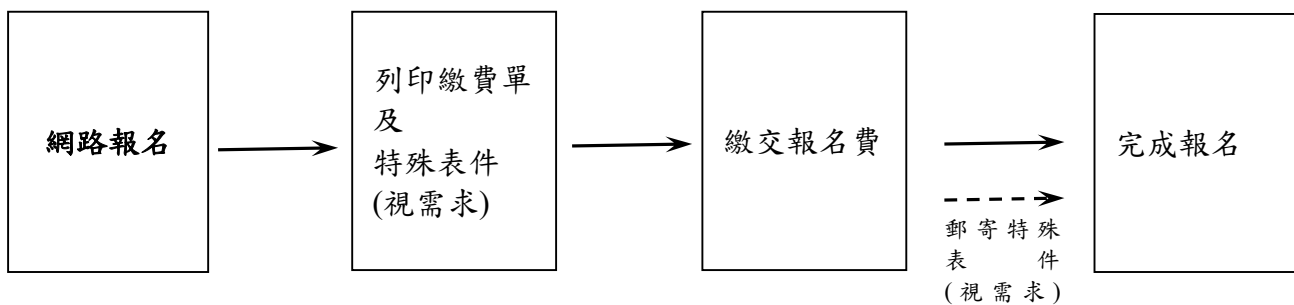 網路報名
列印繳費單
及
特殊表件
(視需求)
繳交報名費
郵寄特殊
表件
(視需求)
完成報名